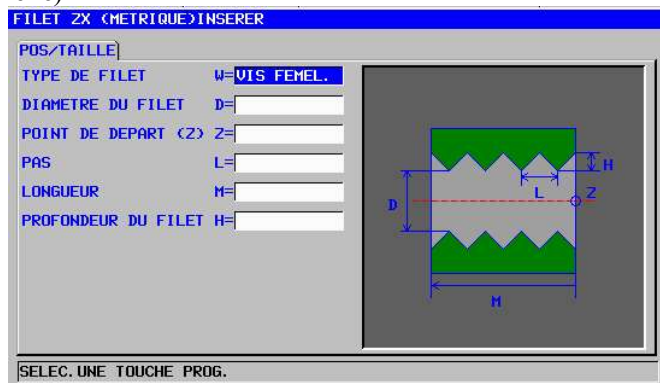 FILET ZX (METRIQUE)INSERER
POS/TAILLE
TYPE DE FILET W=VIS FEMEL.
DIAMETRE DU FILET D=
POINT DE DEPART (Z) Z=
PAS L=
LONGUEUR M=
PROFONDEUR DU FILET H=
H
L Z
D
M
SELEC.UNE TOUCHE PROG.